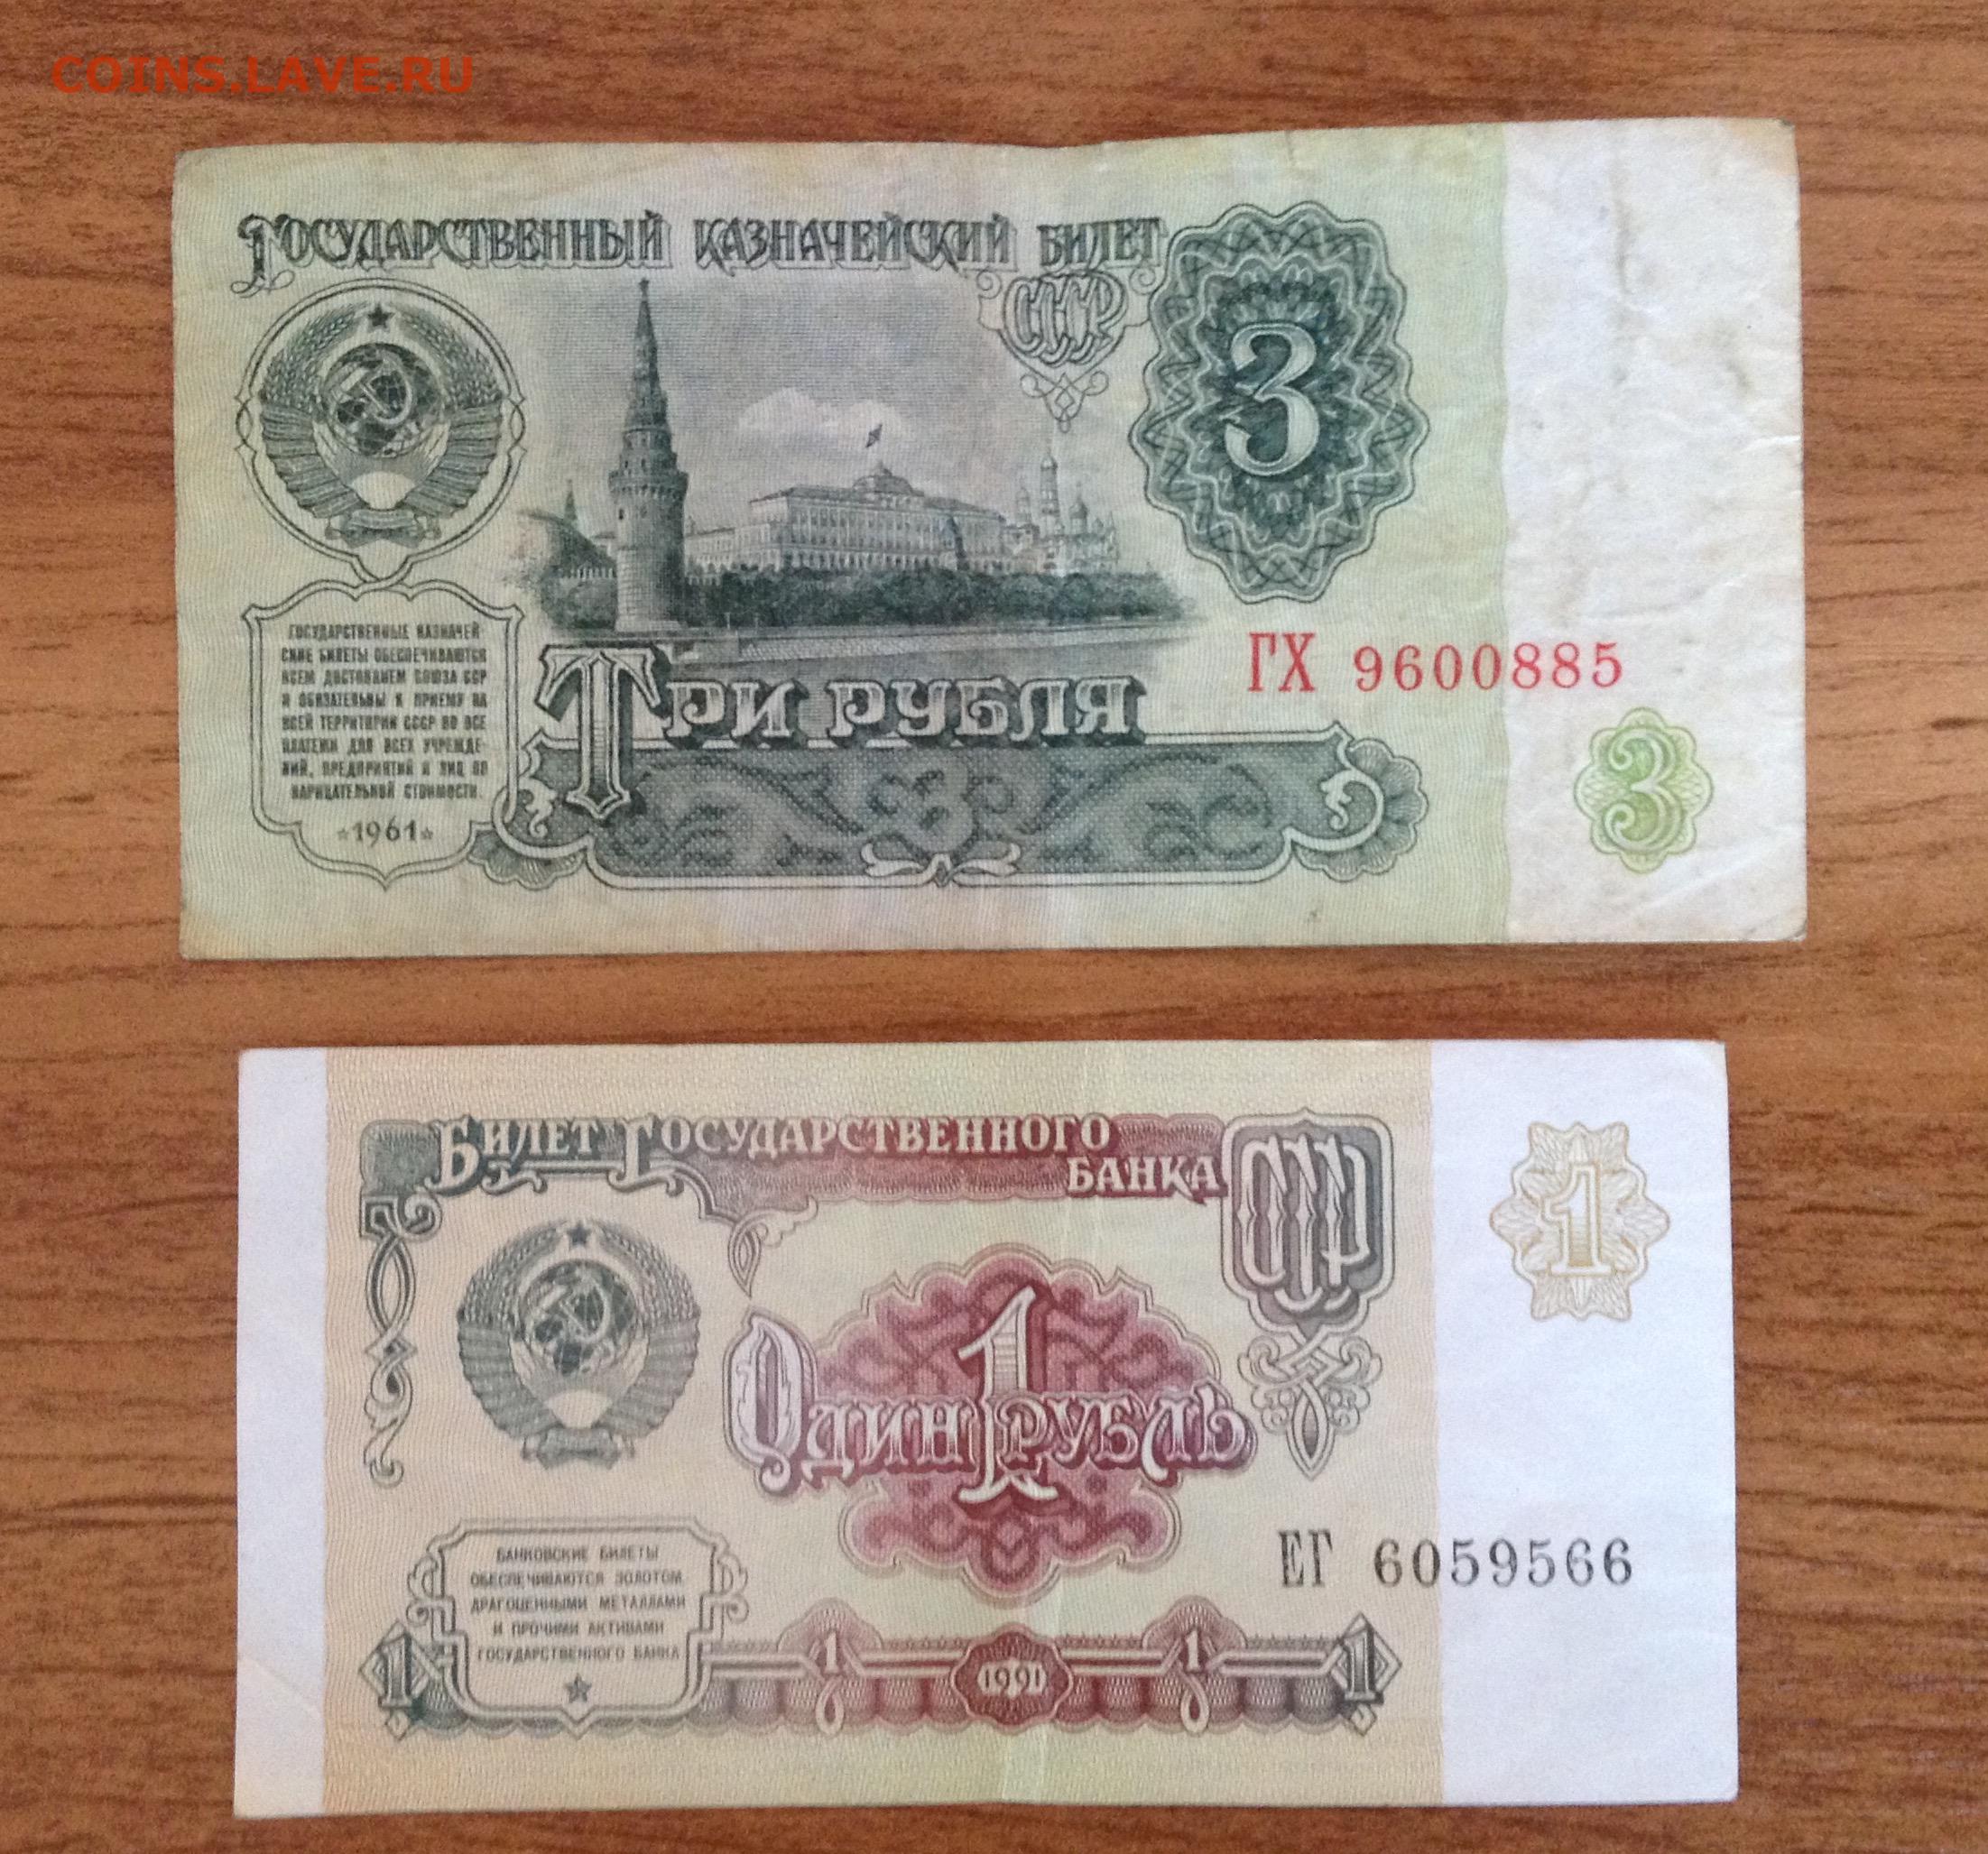 COINS.LAVE.RU
ГОСУДАРСТВЕННЫЙ КАЗНАЧЕЙСКИЙ БИЛЕТ
СССР
3
ГОСУДАРСТВЕННЫЕ КАЗНАЧЕЙ-
СКИЕ БИЛЕТЫ ОБЕСПЕЧИВАЮТСЯ
ВСЕМ ДОСТОЯНИЕМ СОЮЗА ССР
И ОБЯЗАТЕЛЬНЫ К ПРИЕМУ НА
ВСЕЙ ТЕРРИТОРИИ СССР ВО ВСЕ
ПЛАТЕЖИ ДЛЯ ВСЕХ УЧРЕЖДЕ-
НИЙ, ПРЕДПРИЯТИЙ И ЛИЦ ПО
НАРИЦАТЕЛЬНОЙ СТОИМОСТИ.
1961
ТРИ РУБЛЯ
3
ГХ 9600885
3
БИЛЕТ ГОСУДАРСТВЕННОГО
БАНКА СССР
1
1
ОДИН РУБЛЬ
ЕГ 6059566
БАНКОВСКИЕ БИЛЕТЫ
ОБЕСПЕЧИВАЮТСЯ ЗОЛОТОМ,
ДРАГОЦЕННЫМИ МЕТАЛЛАМИ
И ПРОЧИМИ АКТИВАМИ
ГОСУДАРСТВЕННОГО БАНКА
1 1 1991 1 1